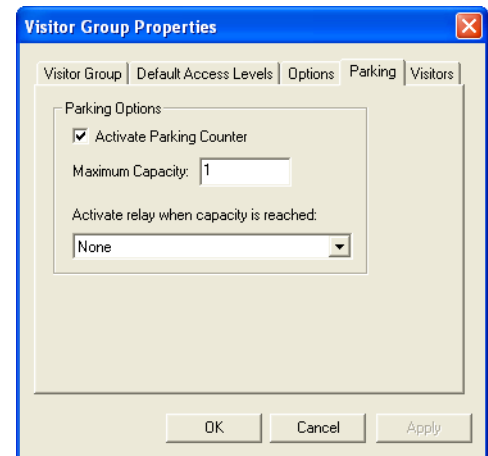 Visitor Group Properties
Visitor Group Default Access Levels Options Parking Visitors
Parking Options
Activate Parking Counter
Maximum Capacity: 1
Activate relay when capacity is reached:
None
OK Cancel Apply